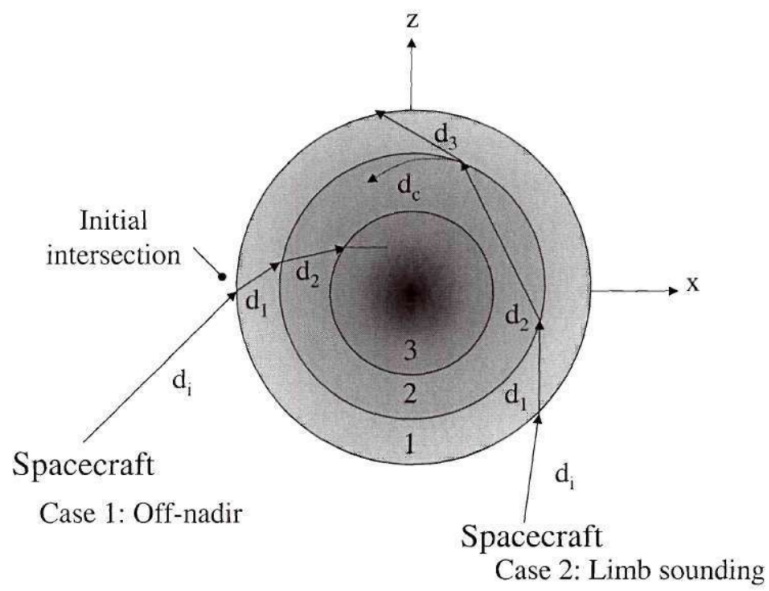 z
d3
dc
Initial
intersection
d1
d2
x
d2
3
di
2
d1
1
Spacecraft
di
Case 1: Off-nadir
Spacecraft
Case 2: Limb sounding